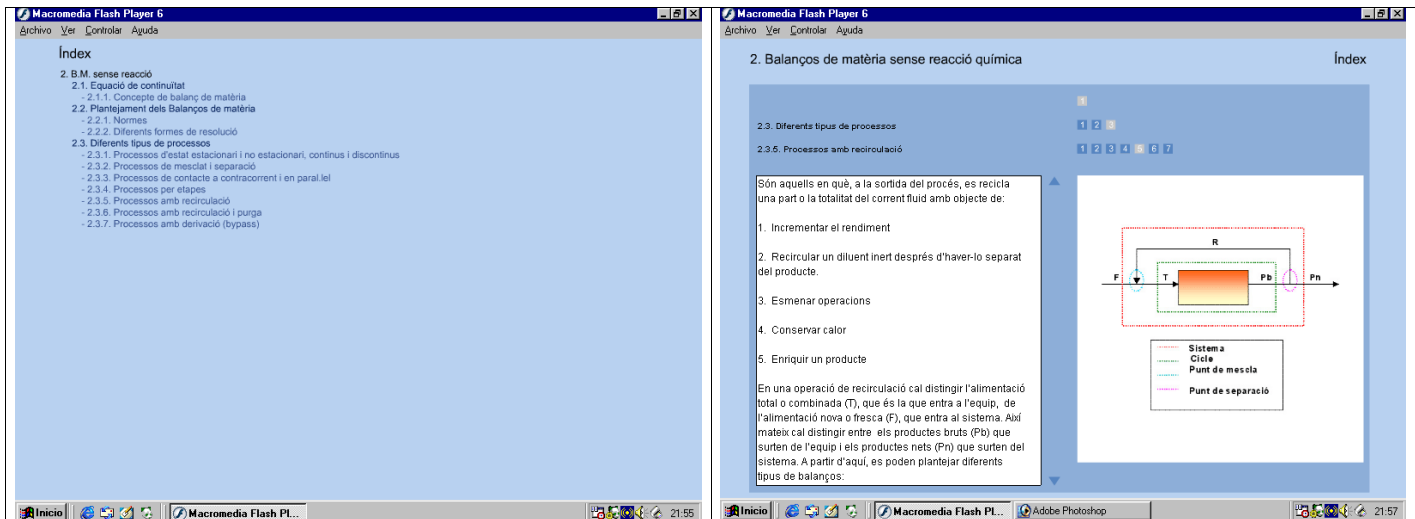 Macromedia Flash Player 6
Archivo Ver Controlar Ayuda
Índex
2. B.M. sense reacció
2.1. Equació de continuïtat
- 2.1.1. Concepte de balanç de matèria
2.2. Plantejament dels Balanços de matèria
- 2.2.1. Normes
- 2.2.2. Diferents formes de resolució
2.3. Diferents tipus de processos
- 2.3.1. Processos d'estat estacionari i no estacionari, continus i discontinus
- 2.3.2. Processos de mesclat i separació
- 2.3.3. Processos de contacte a contracorrent i en paral.lel
- 2.3.4. Processos per etapes
- 2.3.5. Processos amb recirculació
- 2.3.6. Processos amb recirculació i purga
- 2.3.7. Processos amb derivació (bypass)
Inicio
Macromedia Flash Pl...
21:55
Macromedia Flash Player 6
Archivo Ver Controlar Ayuda
2. Balanços de matèria sense reacció química
Índex
1
2.3. Diferents tipus de processos
1 2 3
2.3.5. Processos amb recirculació
1 2 3 4 5 6 7
Són aquells en què, a la sortida del procés, es recicla
una part o la totalitat del corrent fluid amb objecte de:
1. Incrementar el rendiment
2. Recircular un diluent inert després d'haver-lo separat
del producte.
3. Esmenar operacions
4. Conservar calor
5. Enriquir un producte
En una operació de recirculació cal distingir l'alimentació
total o combinada (T), que és la que entra a l'equip, de
l'alimentació nova o fresca (F), que entra al sistema. Així
mateix cal distingir entre els productes bruts (Pb) que
surten de l'equip i els productes nets (Pn) que surten del
sistema. A partir d'aquí, es poden plantejar diferents
tipus de balanços:
R
F
T
Pb
Pn
Sistema
Cicle
Punt de mescla
Punt de separació
Inicio
Macromedia Flash Pl...
Adobe Photoshop
21:57